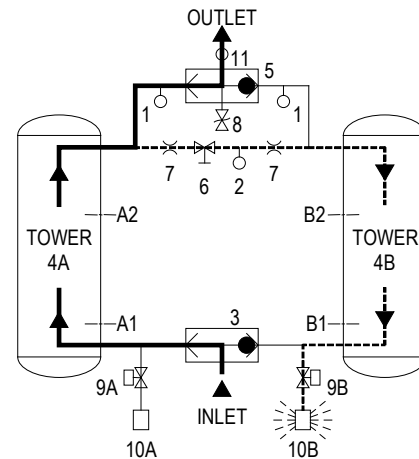 OUTLET
11
5
1
1
8
7
6
2
7
A2
B2
TOWER
4A
TOWER
4B
A1
3
B1
9A
INLET
9B
10A
10B